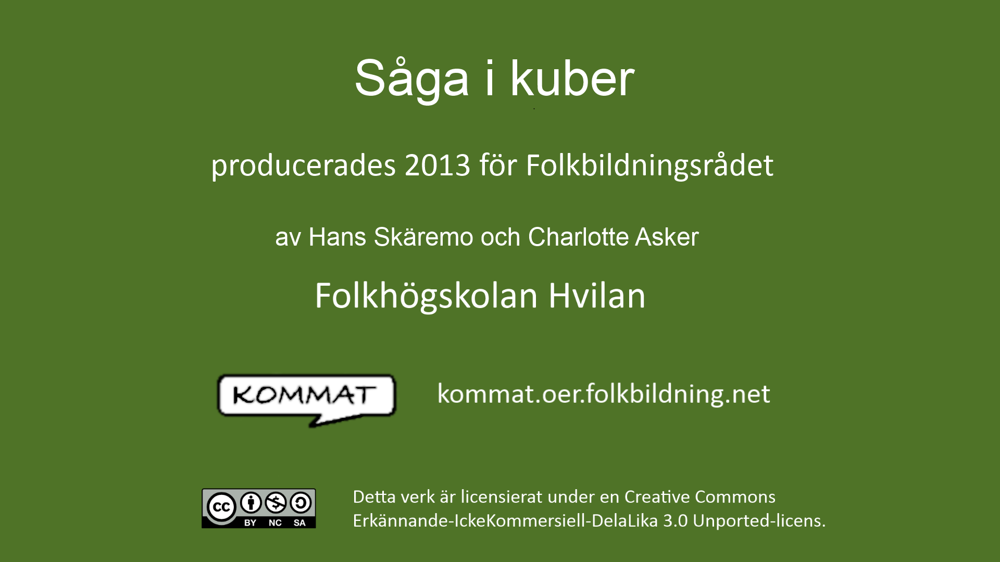 Såga i kuber
producerades 2013 för Folkbildningsrådet
av Hans Skäremo och Charlotte Asker
Folkhögskolan Hvilan
KOMMAT
kommat.oer.folkbildning.net
cc BY NC SA
Detta verk är licensierat under en Creative Commons
Erkännande-IckeKommersiell-DelaLika 3.0 Unported-licens.